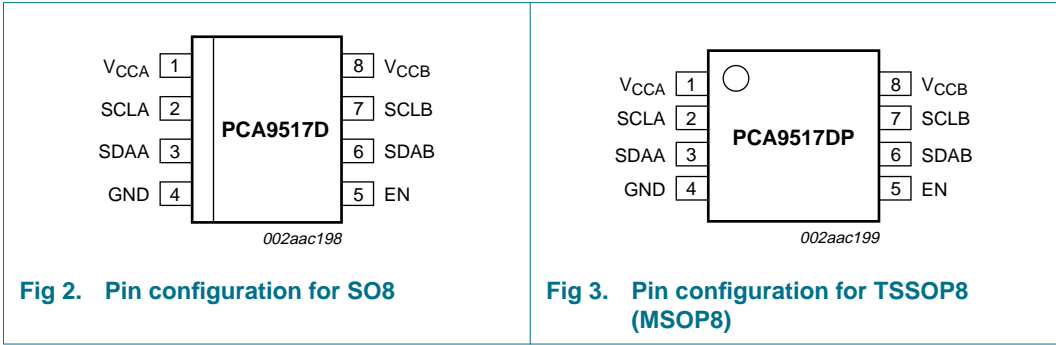 VCCA 1 8 VCCB
SCLA 2 7 SCLB
PCA9517D
SDAA 3 6 SDAB
GND 4 5 EN
002aac198
Fig 2. Pin configuration for SO8
VCCA 1 8 VCCB
SCLA 2 7 SCLB
PCA9517DP
SDAA 3 6 SDAB
GND 4 5 EN
002aac199
Fig 3. Pin configuration for TSSOP8
(MSOP8)